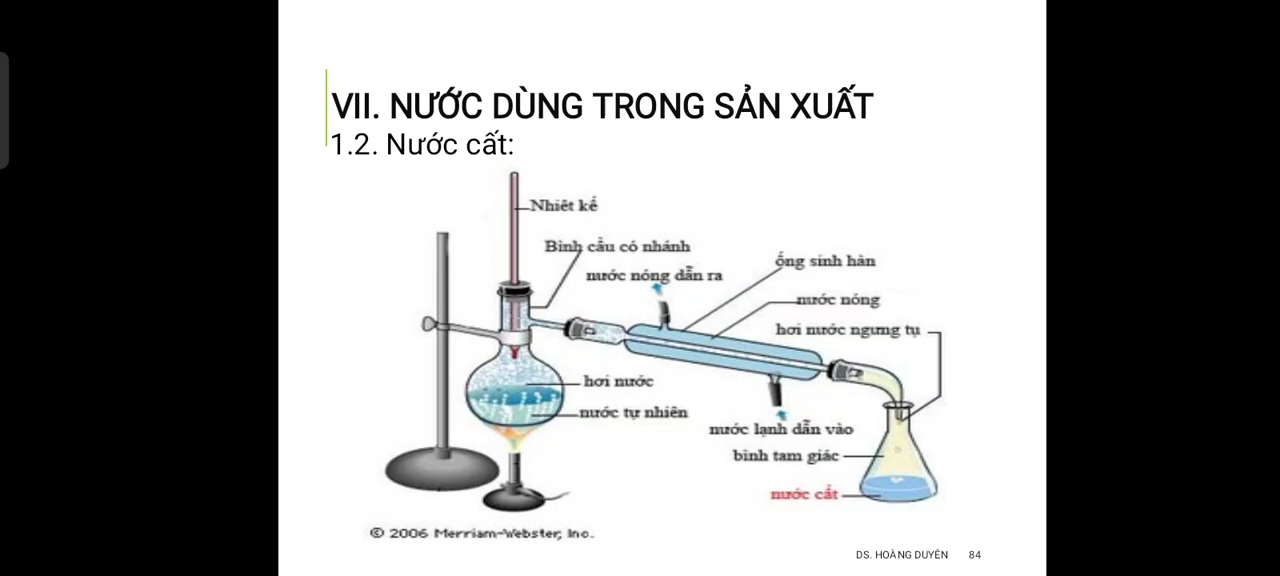 VII. NƯỚC DÙNG TRONG SẢN XUẤT
1.2. Nước cất:
Nhiêt kế
Bình cầu có nhánh
nước nóng dẫn ra
ống sinh hàn
nước nóng
hơi nước ngưng tụ
hơi nước
nước tự nhiên
nước lạnh dẫn vào
bình tam giác
nước cất
© 2006 Merriam-Webster, Inc.
DS. HOÀNG DUYÊN 84